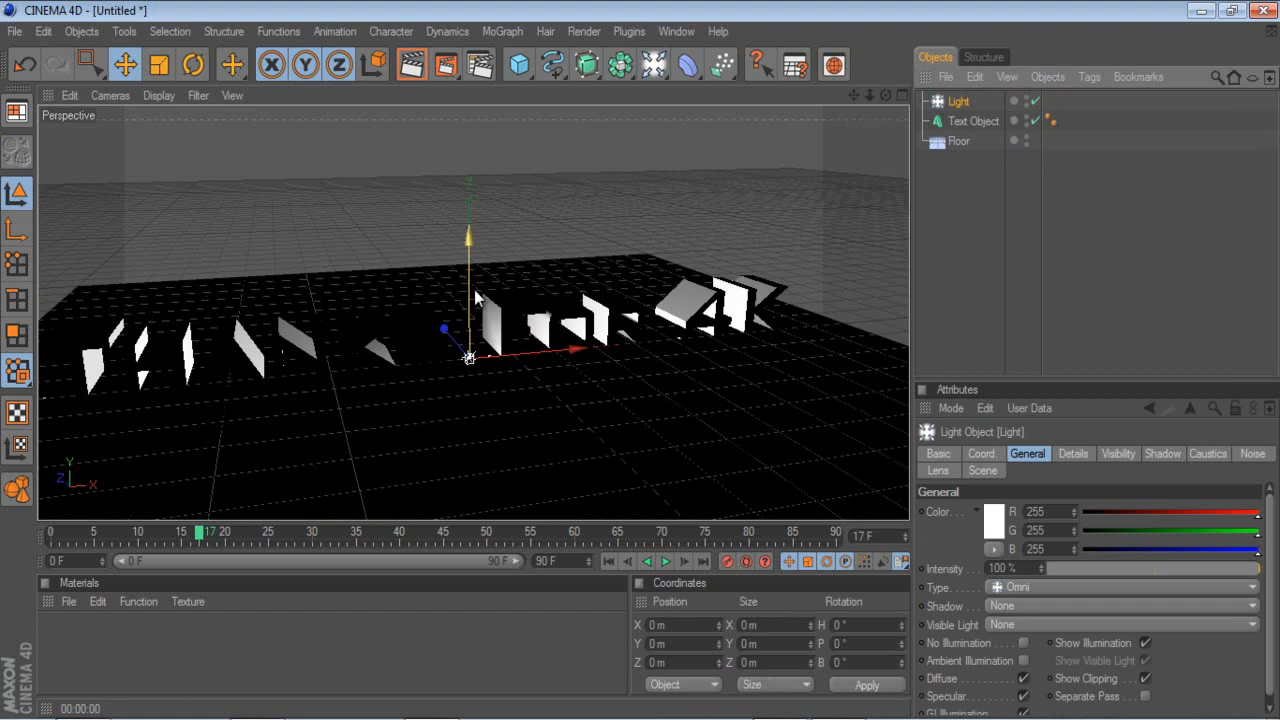 CINEMA 4D - [Untitled *]
File Edit Objects Tools Selection Structure Functions Animation Character Dynamics MoGraph Hair Render Plugins Window Help
Edit Cameras Display Filter View
Perspective
Y
Z X
0 5 10 15 17 20 25 30 35 40 45 50 55 60 65 70 75 80 85 90 17 F
0 F 0 F 90 F 90 F
Materials
File Edit Function Texture
Coordinates
Position Size Rotation
X 0 m X 0 m H 0 °
Y 0 m Y 0 m P 0 °
Z 0 m Z 0 m B 0 °
Object Size Apply
MAXON
CINEMA 4D
00:00:00
Objects Structure
File Edit View Objects Tags Bookmarks
Light
Text Object
Floor
Attributes
Mode Edit User Data
Light Object [Light]
Basic Coord. General Details Visibility Shadow Caustics Noise
Lens Scene
General
Color . . . R 255
G 255
B 255
Intensity . . . 100 %
Type . . Omni
Shadow . . . None
Visible Light . None
No Illumination Show Illumination
Ambient Illumination Show Visible Light
Diffuse Show Clipping
Specular Separate Pass
GI Illumination